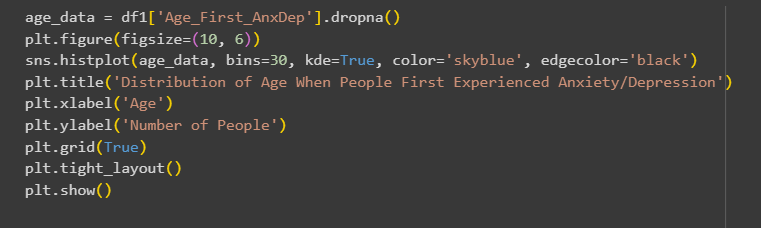 age_data = df1['Age_First_AnxDep'].dropna()
plt.figure(figsize=(10, 6))
sns.histplot(age_data, bins=30, kde=True, color='skyblue', edgecolor='black')
plt.title('Distribution of Age When People First Experienced Anxiety/Depression')
plt.xlabel('Age')
plt.ylabel('Number of People')
plt.grid(True)
plt.tight_layout()
plt.show()